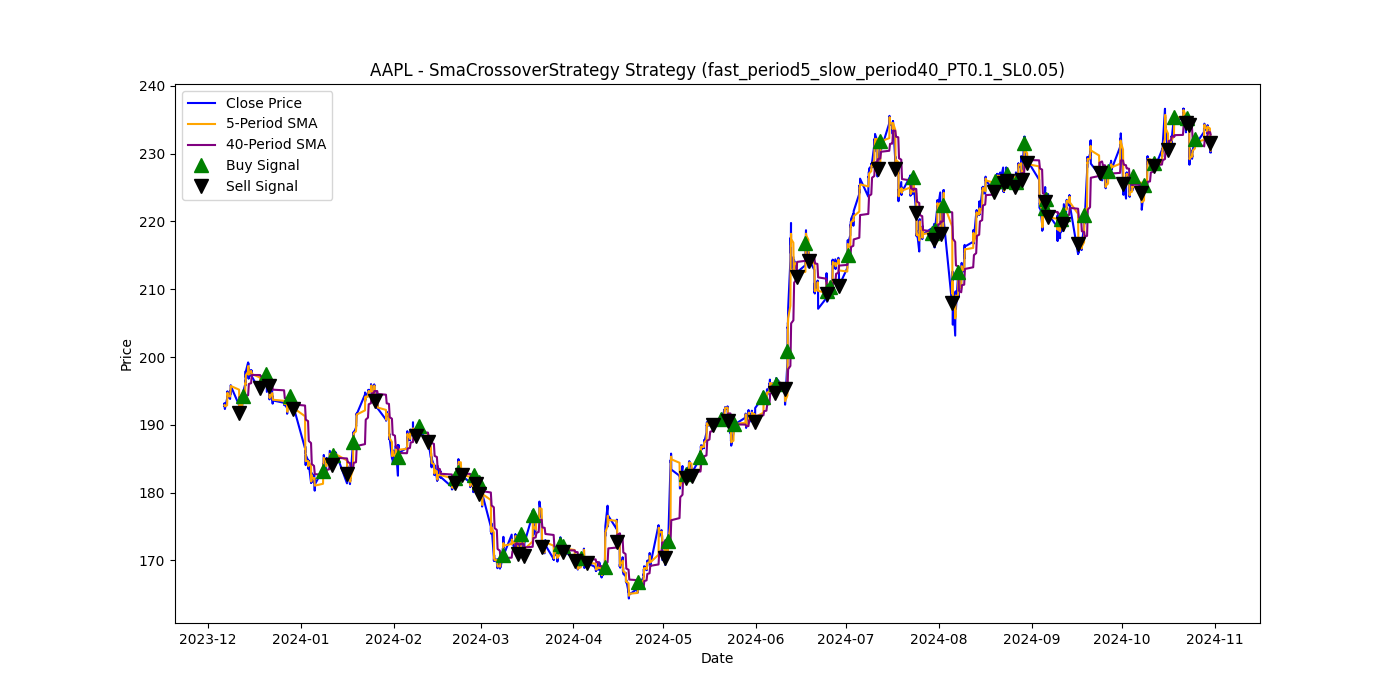 AAPL - SmaCrossoverStrategy Strategy (fast_period5_slow_period40_PT0.1_SL0.05)
Close Price
5-Period SMA
40-Period SMA
Buy Signal
Sell Signal
240
230
220
210
200
190
180
170
Price
2023-12 2024-01 2024-02 2024-03 2024-04 2024-05 2024-06 2024-07 2024-08 2024-09 2024-10 2024-11
Date